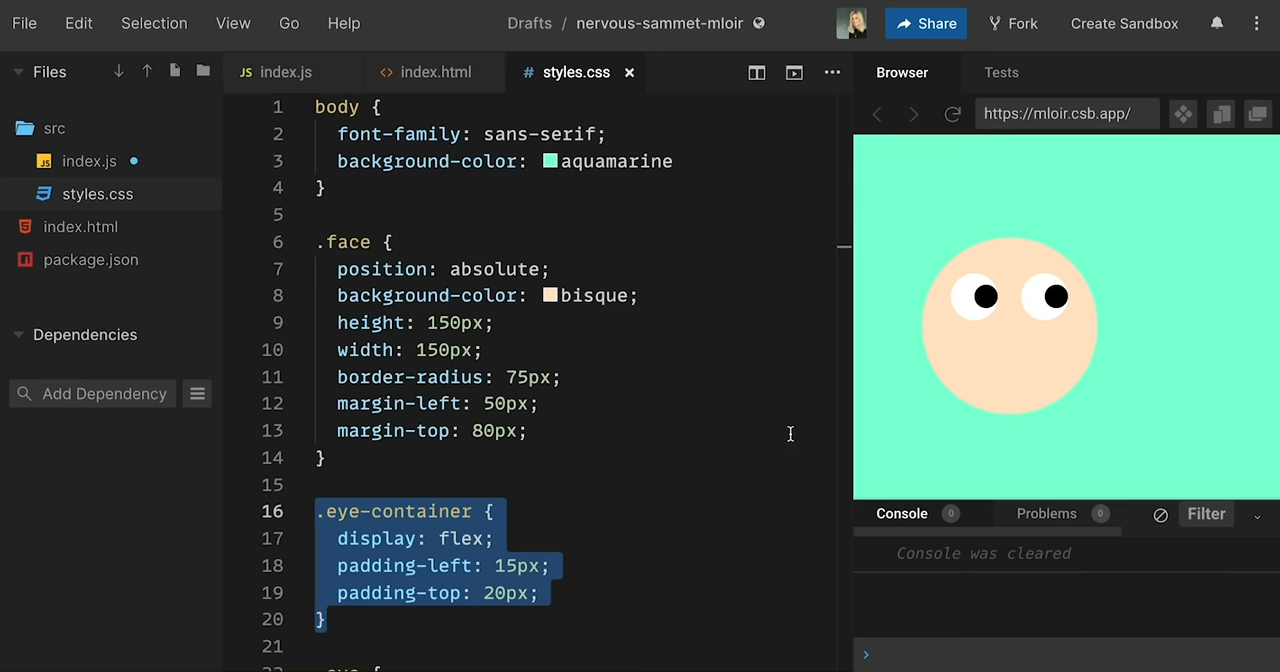 File Edit Selection View Go Help Drafts / nervous-sammet-mloir Share Fork Create Sandbox
Files JS index.js <> index.html # styles.css × Browser Tests
https://mloir.csb.app/
src
JS index.js
styles.css
index.html
package.json
Dependencies
Add Dependency
1 body {
2 font-family: sans-serif;
3 background-color: aquamarine
4 }
5
6 .face {
7 position: absolute;
8 background-color: bisque;
9 height: 150px;
10 width: 150px;
11 border-radius: 75px;
12 margin-left: 50px;
13 margin-top: 80px;
14 }
15
16 .eye-container {
17 display: flex;
18 padding-left: 15px;
19 padding-top: 20px;
20 }
21
Console 0 Problems 0 Filter
Console was cleared